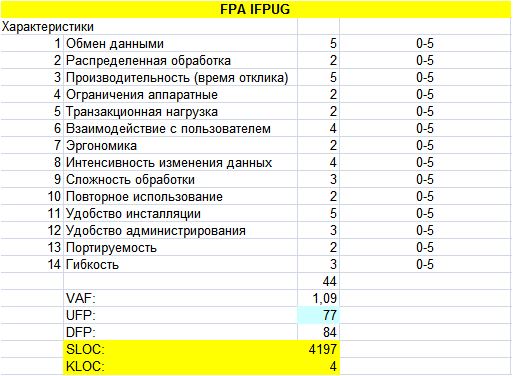 FPA IFPUG
Характеристики
1 Обмен данными 5 0-5
2 Распределенная обработка 2 0-5
3 Производительность (время отклика) 5 0-5
4 Ограничения аппаратные 2 0-5
5 Транзакционная нагрузка 2 0-5
6 Взаимодействие с пользователем 4 0-5
7 Эргономика 2 0-5
8 Интенсивность изменения данных 4 0-5
9 Сложность обработки 3 0-5
10 Повторное использование 2 0-5
11 Удобство инсталляции 5 0-5
12 Удобство администрирования 3 0-5
13 Портируемость 2 0-5
14 Гибкость 3 0-5
44
VAF: 1,09
UFP: 77
DFP: 84
SLOC: 4197
KLOC: 4